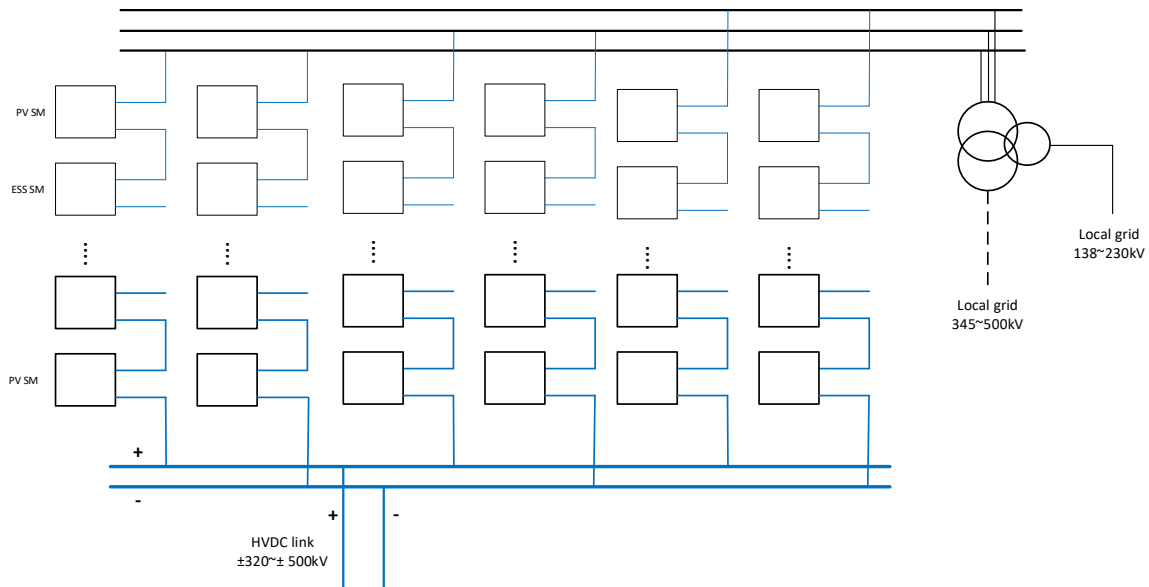 PV SM
ESS SM
PV SM
Local grid
138~230kV
Local grid
345~500kV
+
-
+
-
HVDC link
±320~± 500kV